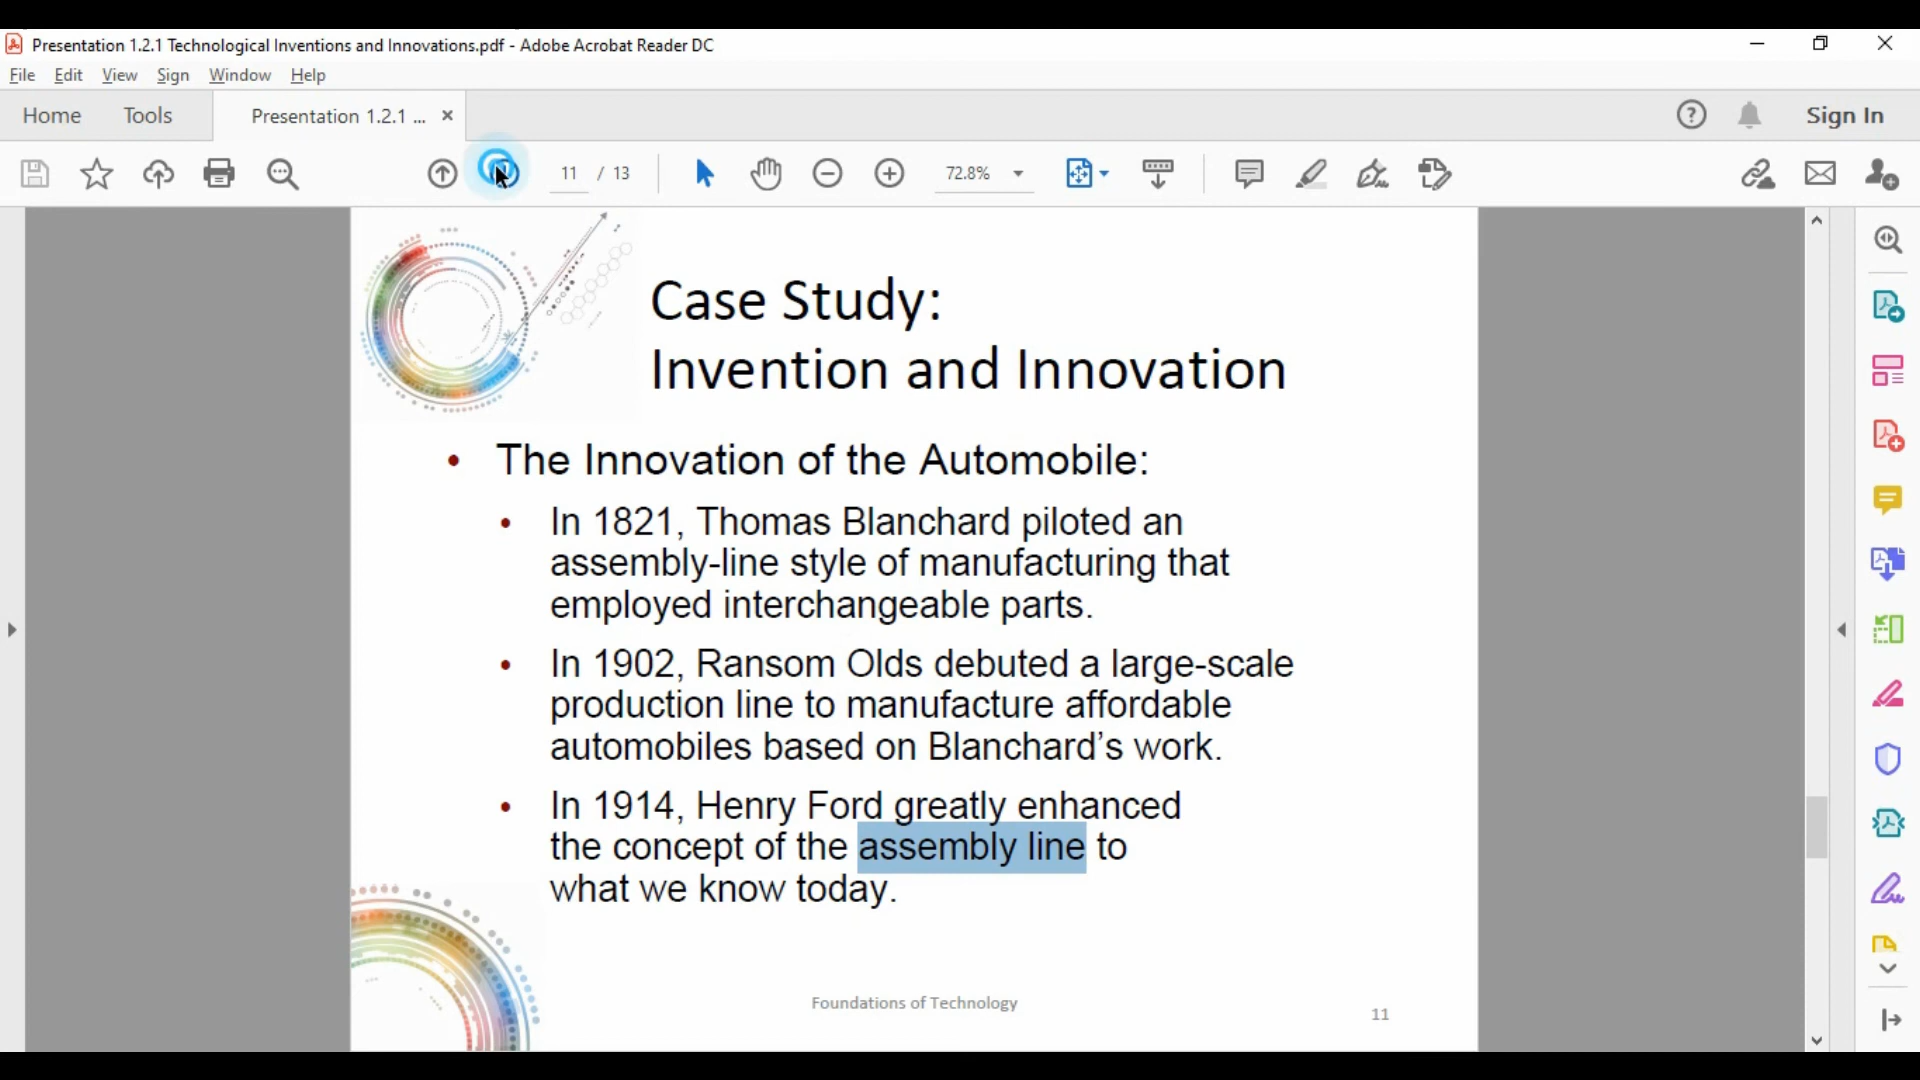 Presentation 1.2.1 Technological Inventions and Innovations.pdf - Adobe Acrobat Reader DC
File Edit View Sign Window Help
Home Tools Presentation 1.2.1 ... × Sign In
11 / 13 72.8%
Case Study:
Invention and Innovation
• The Innovation of the Automobile:
• In 1821, Thomas Blanchard piloted an
assembly-line style of manufacturing that
employed interchangeable parts.
• In 1902, Ransom Olds debuted a large-scale
production line to manufacture affordable
automobiles based on Blanchard’s work.
• In 1914, Henry Ford greatly enhanced
the concept of the assembly line to
what we know today.
Foundations of Technology
11